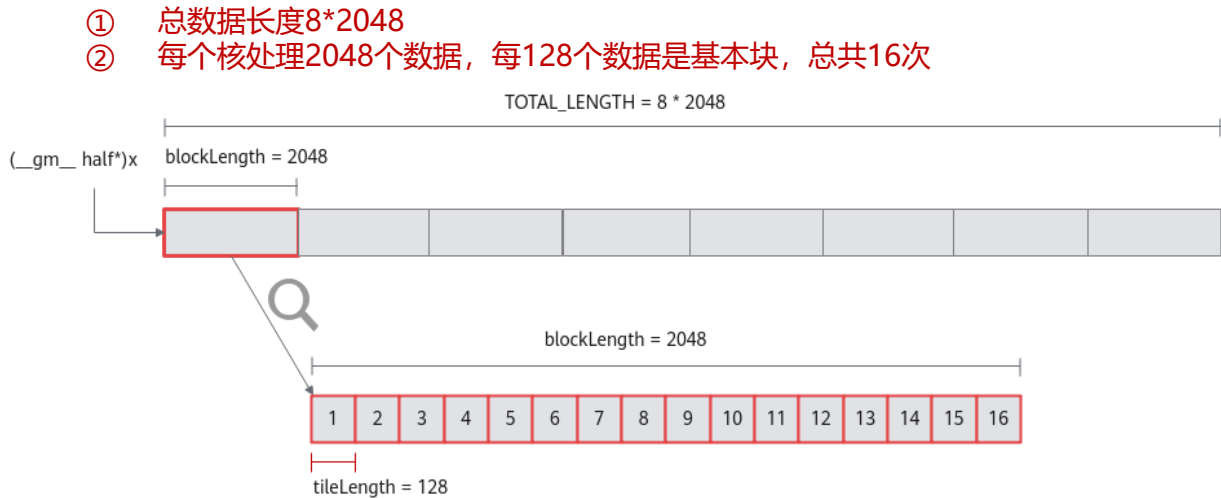 ① 总数据长度8*2048
② 每个核处理2048个数据，每128个数据是基本块，总共16次
TOTAL_LENGTH = 8 * 2048
(__gm__ half*)x
blockLength = 2048
blockLength = 2048
1 2 3 4 5 6 7 8 9 10 11 12 13 14 15 16
tileLength = 128